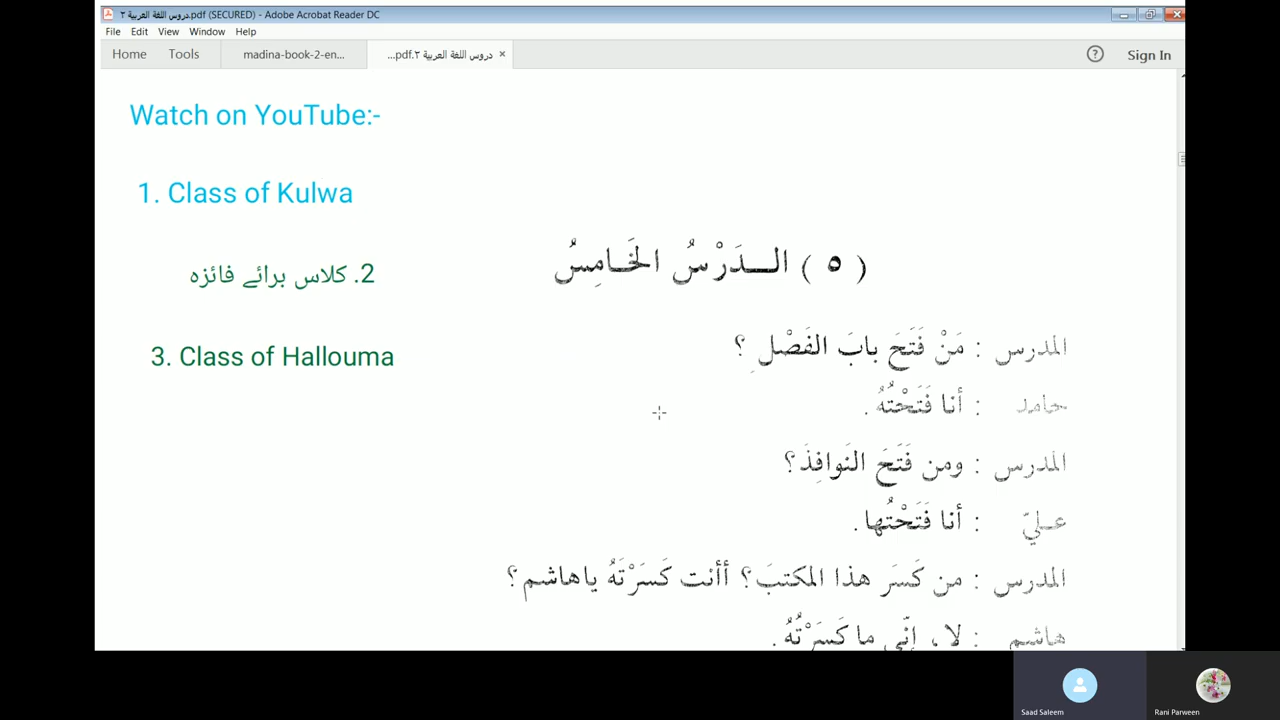 دروس اللغة العربية ٢.pdf (SECURED) - Adobe Acrobat Reader DC
File Edit View Window Help
Home Tools madina-book-2-en... دروس اللغة العربية ٢.pdf... × Sign In
Watch on YouTube:-
1. Class of Kulwa
2. کلاس برائے فائزہ
3. Class of Hallouma
( ٥ ) الــدَرْسُ الخَـامِسُ
المدرس : مَنْ فَتَحَ بابَ الفَصْلِ ؟
حامد : أنا فَتَحْتُهُ .
المدرس : ومن فَتَحَ النَوافِذَ؟
عـليّ : أنا فَتَحْتُها.
المدرس : من كَسَرَ هذا المكتبَ؟ أأنت كَسَرْتَهُ ياهاشم؟
هاشم : لا، إنّي ما كَسَرْتُهُ.
Saad Saleem
Rani Parween